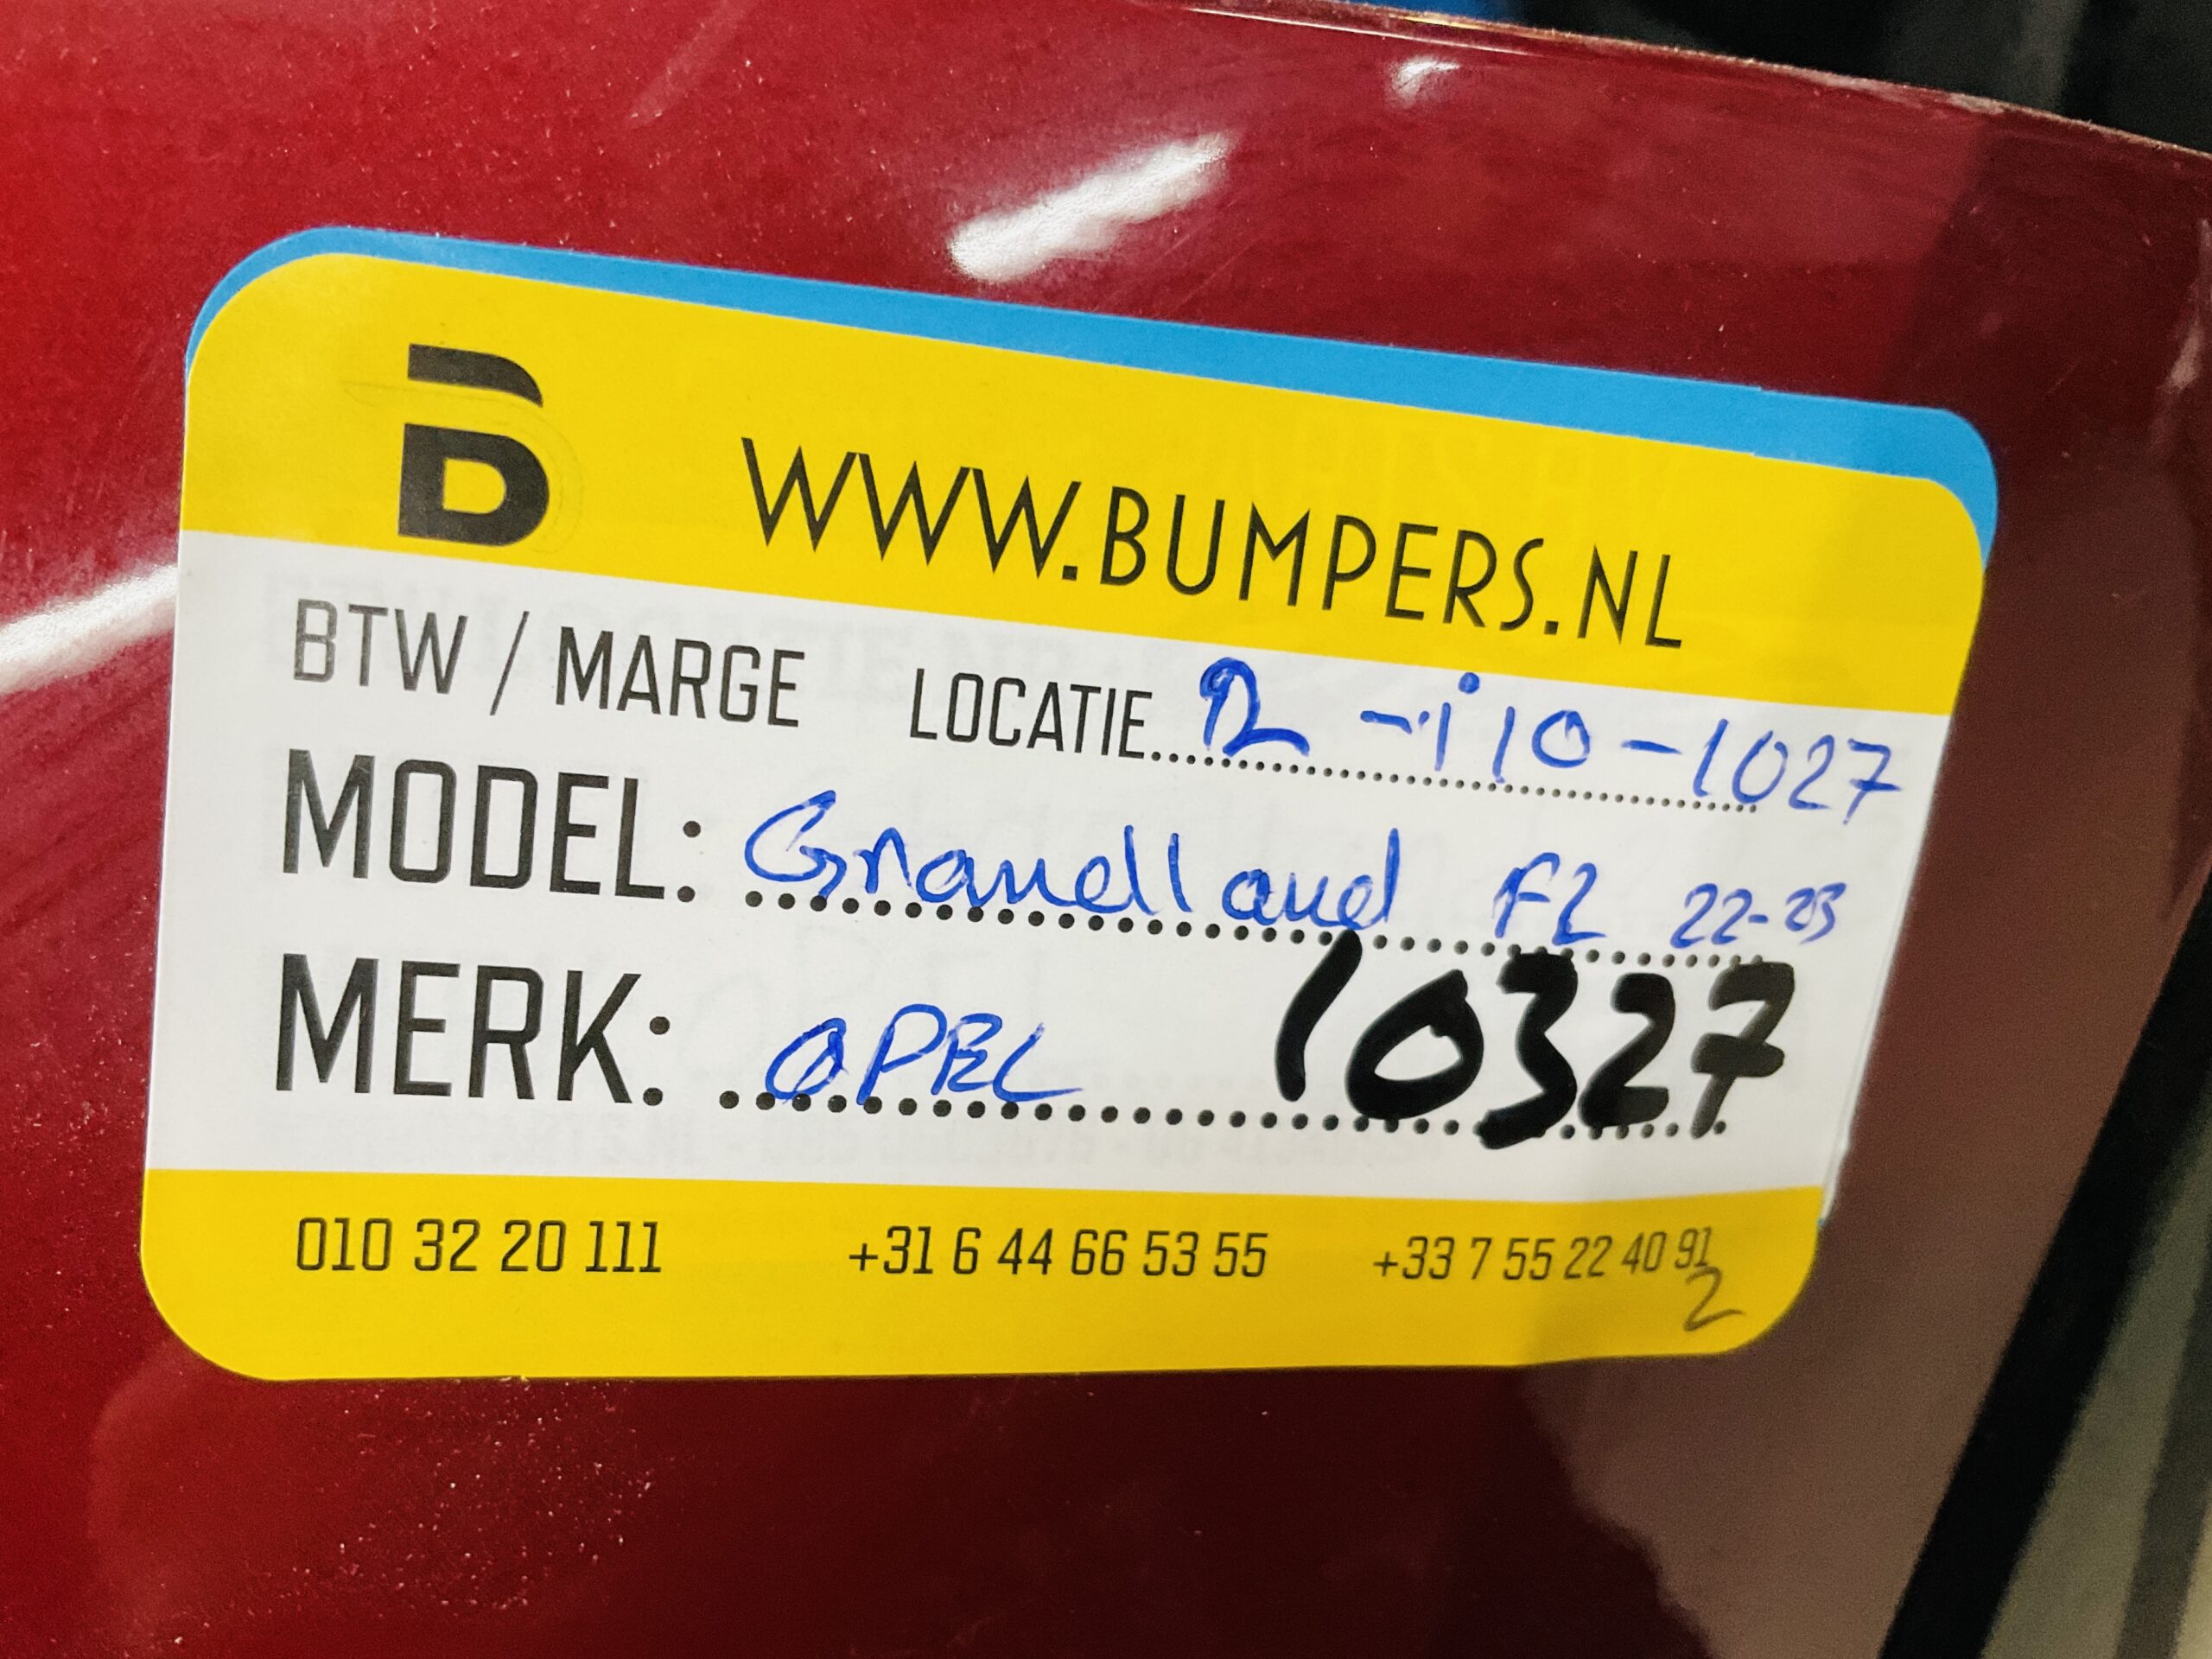 B WWW.BUMPERS.NL
BTW / MARGE LOCATIE...R-i10-1027
MODEL: Grandland FL 22-23
MERK: OPEL 10327
010 32 20 111 +31 6 44 66 53 55 +33 7 55 22 40 91
2